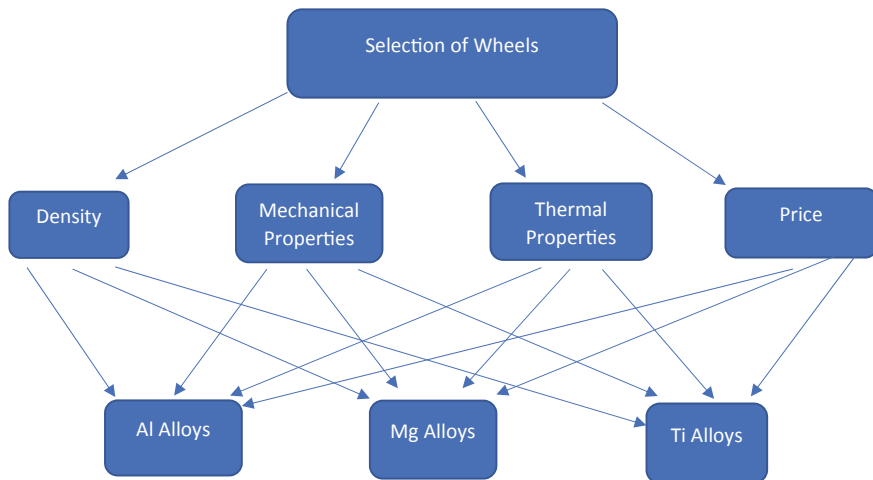 Selection of Wheels
Density
Mechanical
Properties
Thermal
Properties
Price
Al Alloys
Mg Alloys
Ti Alloys